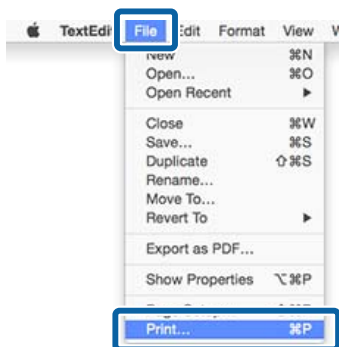 TextEdi File Edit Format View
New ⌘N
Open... ⌘O
Open Recent ▶
Close ⌘W
Save... ⌘S
Duplicate ⇧⌘S
Rename...
Move To...
Revert To ▶
Export as PDF...
Show Properties ⌥⌘P
Print... ⌘P